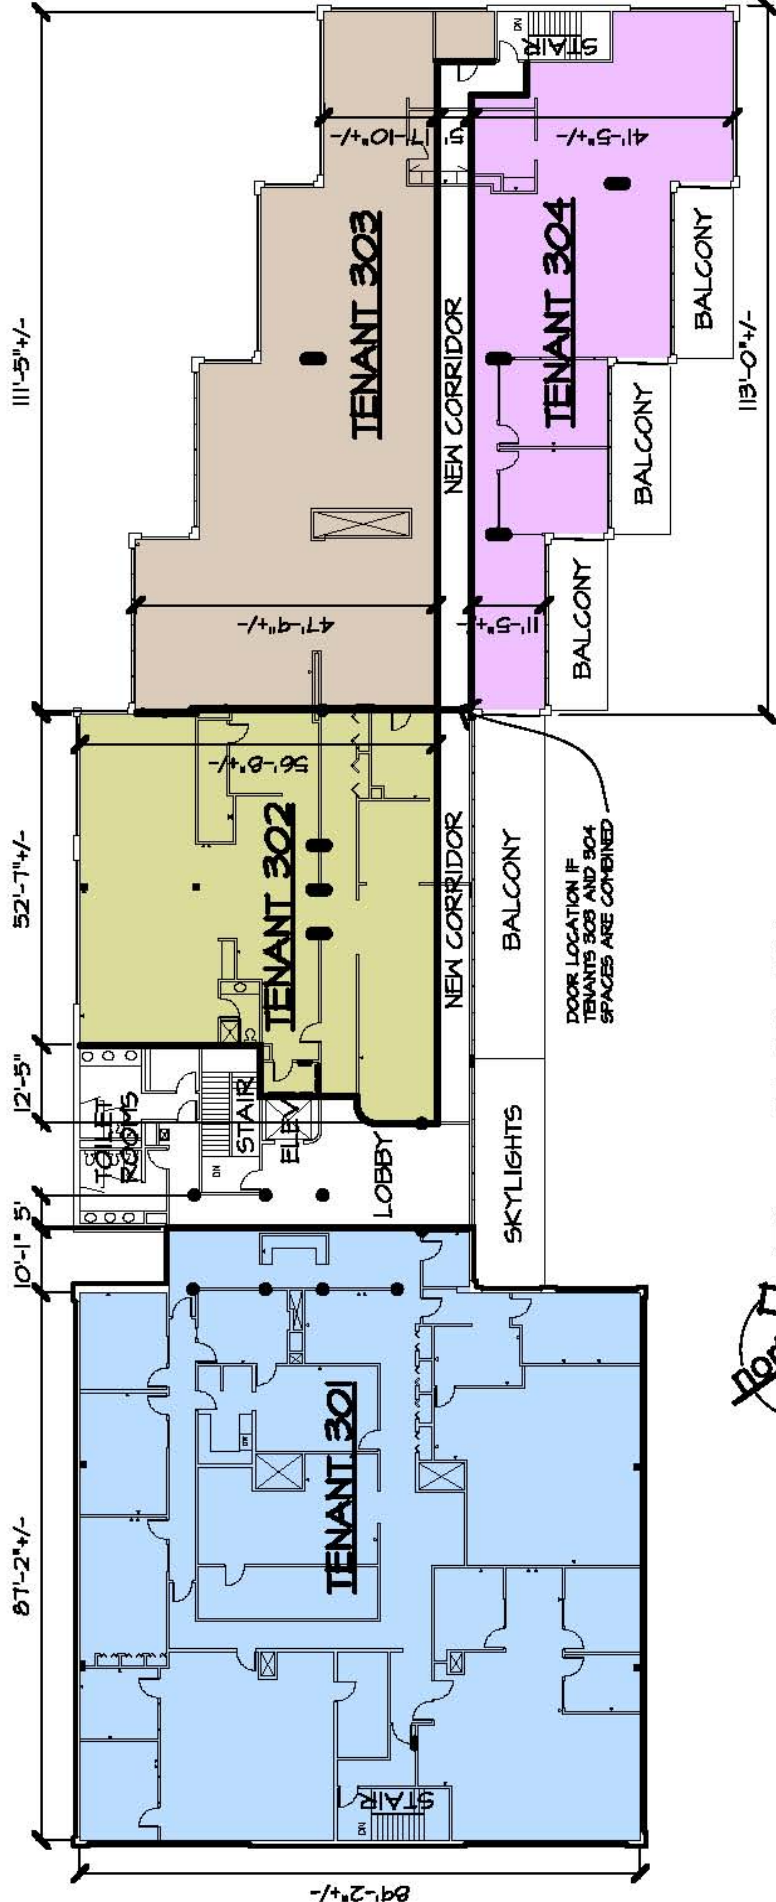 87'-2"+/-
10'-1"
5'
12'-5"
52'-7"+/-
111'-5"+/-
89'-2"+/-
TENANT 301
STAIR
DN
DW
TOILET
ROOMS
STAIR
DN
ELEV
LOBBY
SKYLIGHTS
TENANT 302
56'-8"+/-
NEW CORRIDOR
BALCONY
DOOR LOCATION IF
TENANTS 303 AND 304
SPACES ARE COMBINED
TENANT 303
47'-9"+/-
17'-10"+/-
NEW CORRIDOR
5'
TENANT 304
11'-5"+/-
41'-5"+/-
STAIR
DN
BALCONY
BALCONY
BALCONY
113'-0"+/-